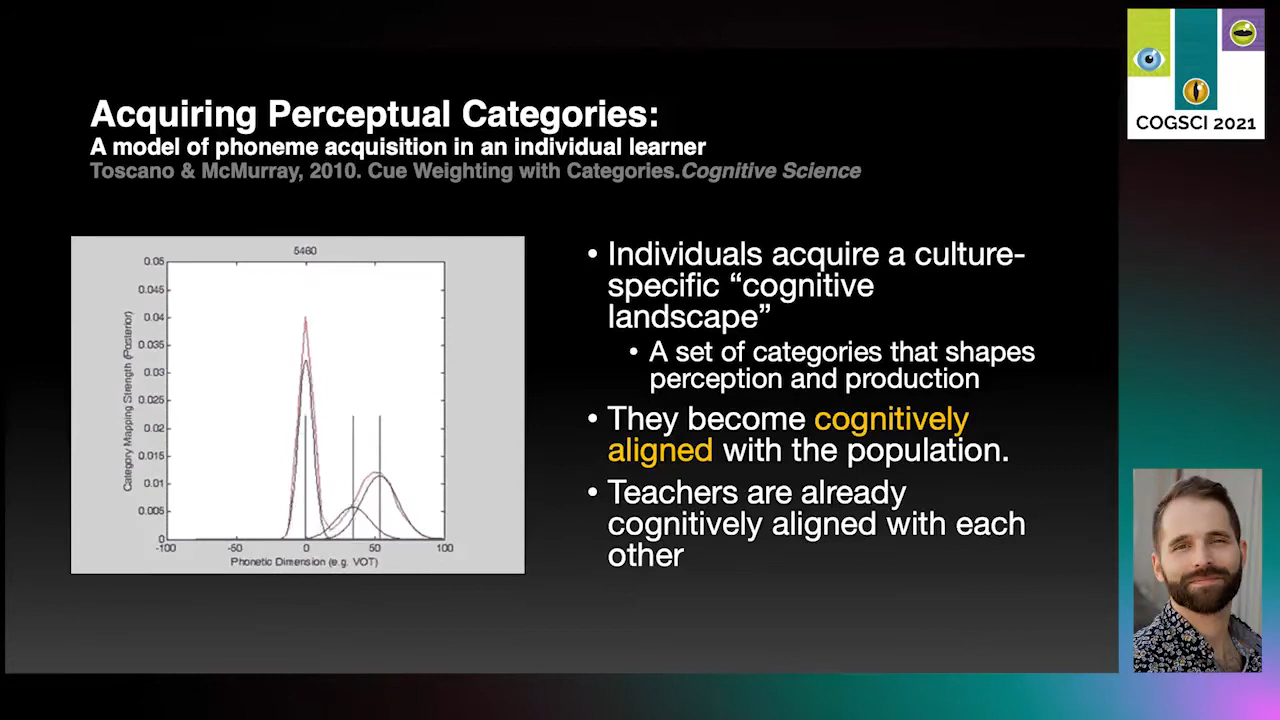 COGSCI 2021
Acquiring Perceptual Categories:
A model of phoneme acquisition in an individual learner
Toscano & McMurray, 2010. Cue Weighting with Categories.Cognitive Science
5460
0.05
0.045
0.04
0.035
0.03
0.025
0.02
0.015
0.01
0.005
0
-100 -50 0 50 100
Category Mapping Strength (Posterior)
Phonetic Dimension (e.g. VOT)
• Individuals acquire a culture-
specific “cognitive
landscape”
• A set of categories that shapes
perception and production
• They become cognitively
aligned with the population.
• Teachers are already
cognitively aligned with each
other